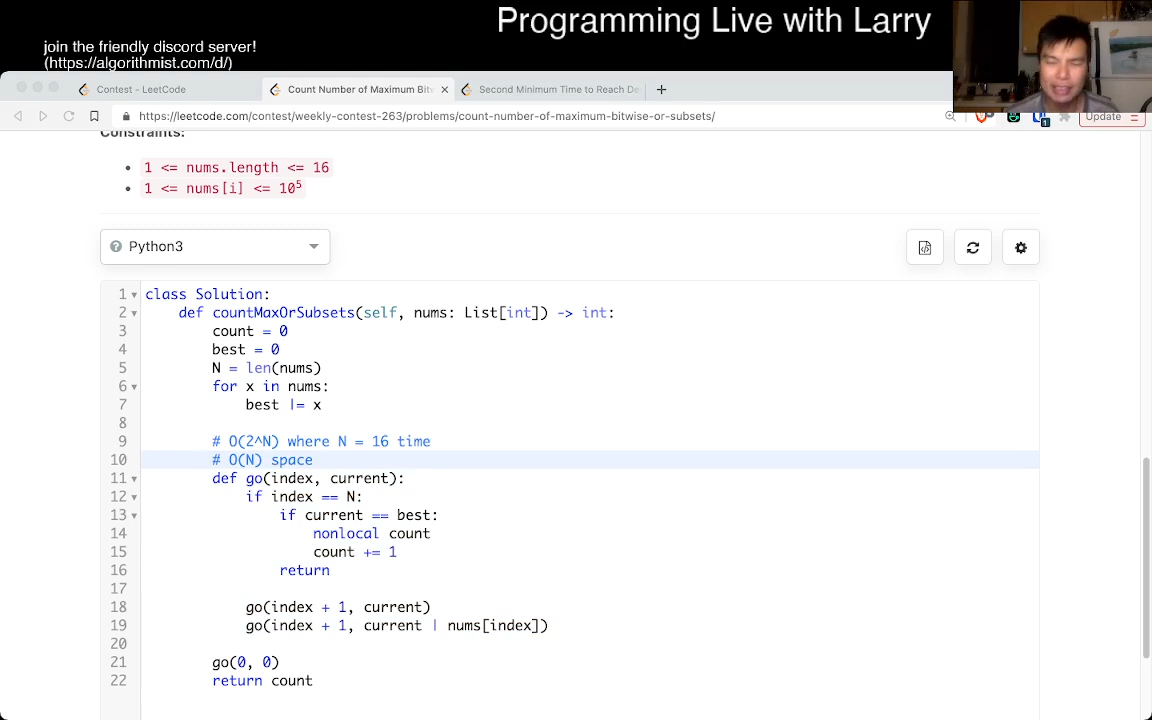 Programming Live with Larry
join the friendly discord server!
(https://algorithmist.com/d/)
Contest - LeetCode
Count Number of Maximum Bitw
Second Minimum Time to Reach De
https://leetcode.com/contest/weekly-contest-263/problems/count-number-of-maximum-bitwise-or-subsets/
Update
Constraints:
1 <= nums.length <= 16
1 <= nums[i] <= 10⁵
Python3
1 class Solution:
2     def countMaxOrSubsets(self, nums: List[int]) -> int:
3         count = 0
4         best = 0
5         N = len(nums)
6         for x in nums:
7             best |= x
8
9         # O(2^N) where N = 16 time
10         # O(N) space
11         def go(index, current):
12             if index == N:
13                 if current == best:
14                     nonlocal count
15                     count += 1
16                 return
17
18             go(index + 1, current)
19             go(index + 1, current | nums[index])
20
21         go(0, 0)
22         return count